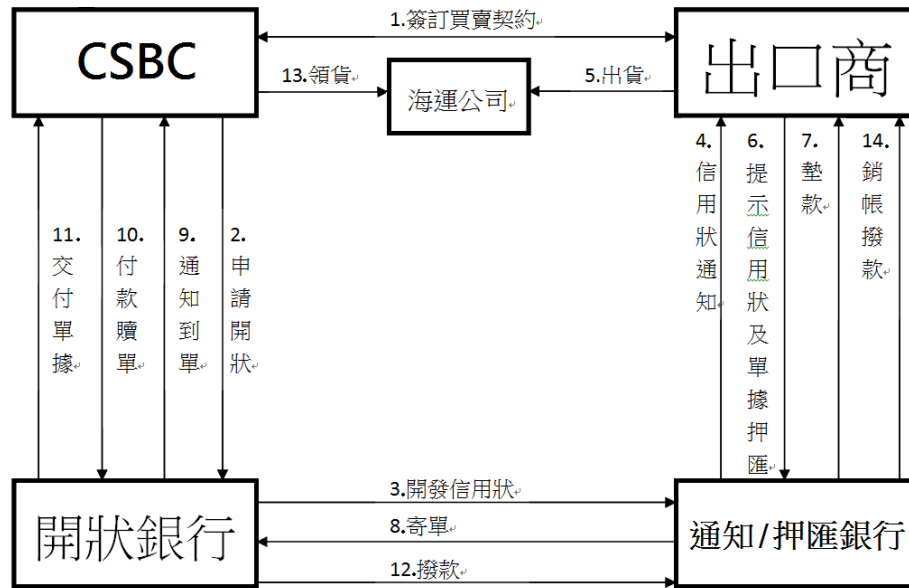 1.簽訂買賣契約
CSBC
出口商
13.領貨
海運公司
5.出貨
11.交付單據
10.付款贖單
9.通知到單
2.申請開狀
4.信用狀通知
6.提示信用狀及單據押匯
7.墊款
14.銷帳撥款
開狀銀行
3.開發信用狀
8.寄單
12.撥款
通知/押匯銀行